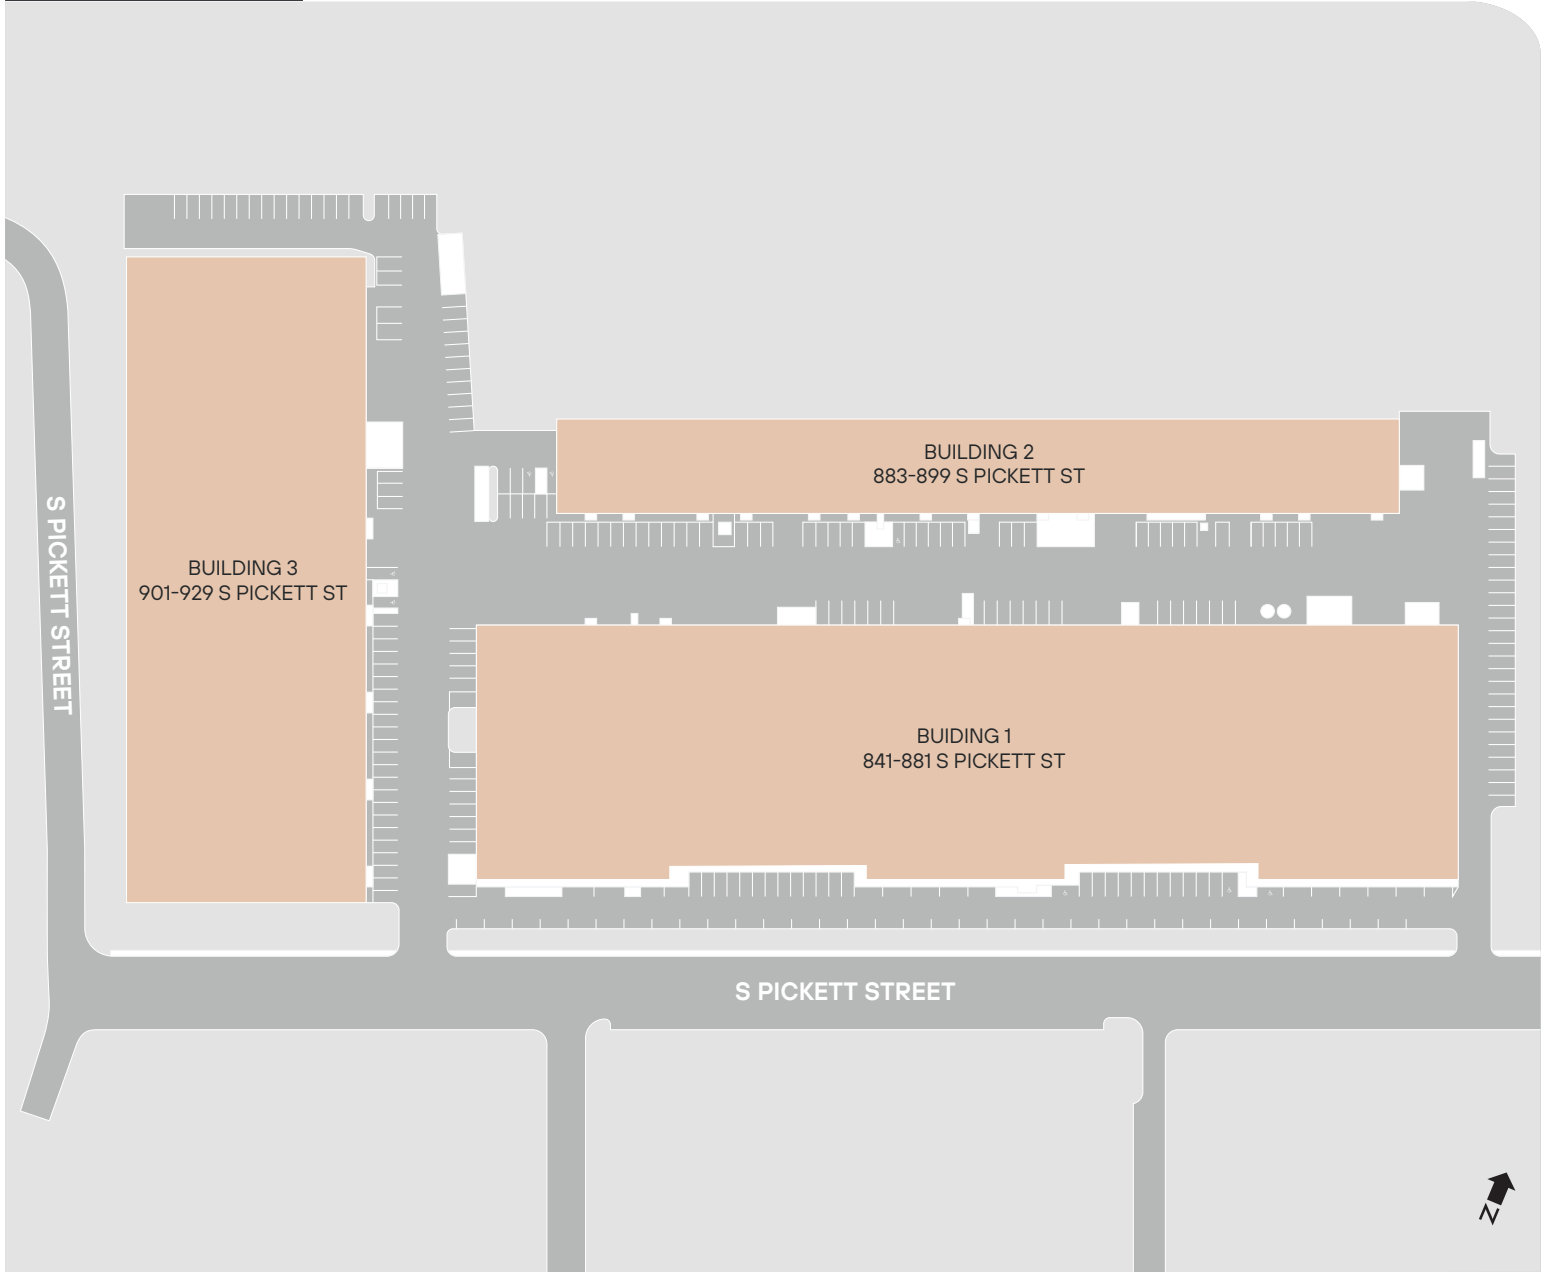 BUILDING 2
883-899 S PICKETT ST
S PICKETT STREET
BUILDING 3
901-929 S PICKETT ST
BUIDING 1
841-881 S PICKETT ST
S PICKETT STREET
N